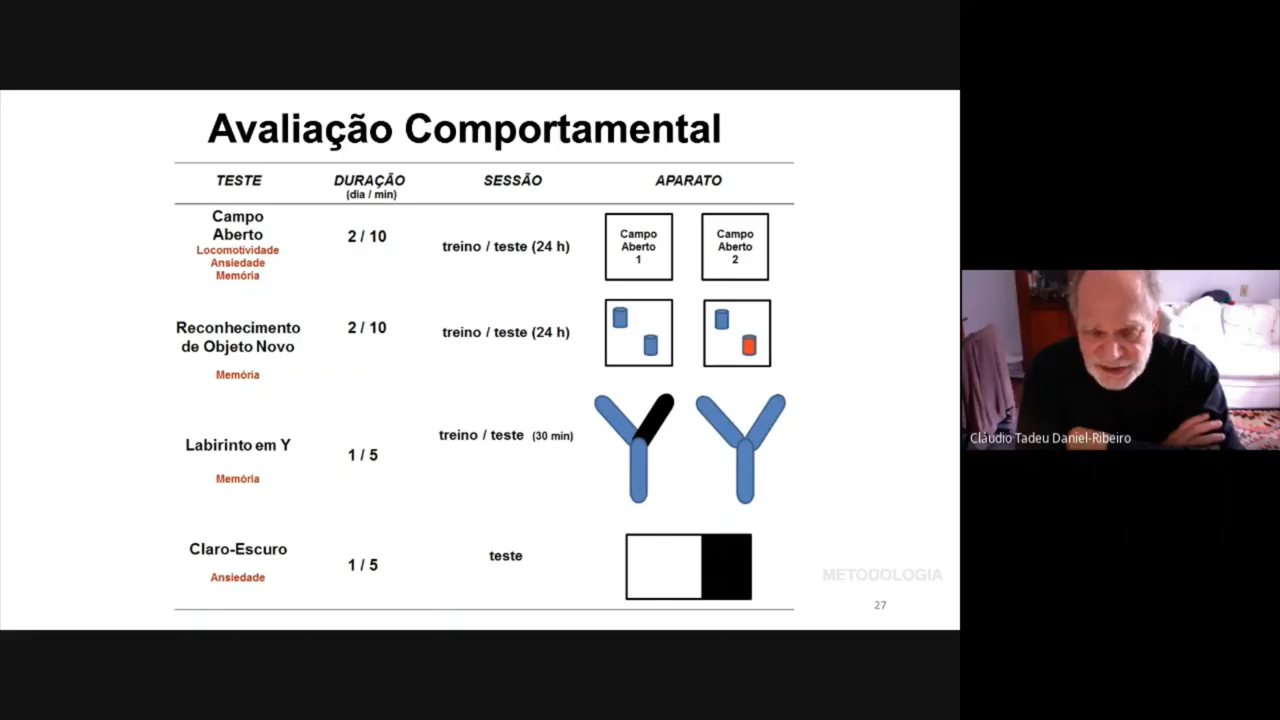 Avaliação Comportamental
TESTE DURAÇÃO SESSÃO APARATO
(dia / min)
Campo
Aberto
Locomotividade
Ansiedade
Memória
2 / 10
treino / teste (24 h)
Campo
Aberto
1
Campo
Aberto
2
Reconhecimento
de Objeto Novo
Memória
2 / 10
treino / teste (24 h)
Labirinto em Y
Memória
1 / 5
treino / teste (30 min)
Claro-Escuro
Ansiedade
1 / 5
teste
METODOLOGIA
27
Cláudio Tadeu Daniel-Ribeiro